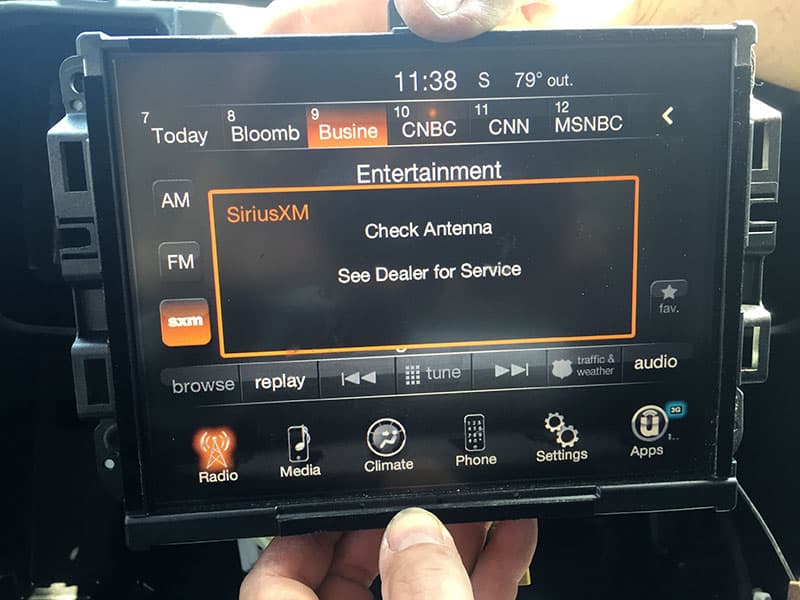 11:38 S 79° out.
7 Today
8 Bloomb
9 Busine
10 CNBC
11 CNN
12 MSNBC
Entertainment
AM
SiriusXM
Check Antenna
FM
See Dealer for Service
sxm
fav.
browse
replay
tune
traffic &
weather
audio
Radio
Media
Climate
Phone
Settings
Apps
3G
1..